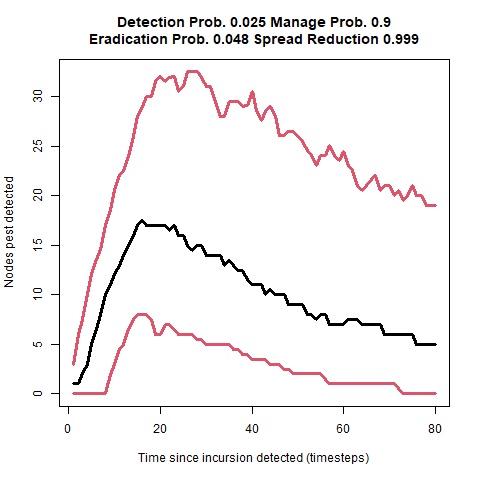 Detection Prob. 0.025 Manage Prob. 0.9
Eradication Prob. 0.048 Spread Reduction 0.999
Nodes pest detected
30
25
20
15
10
5
0
0 20 40 60 80
Time since incursion detected (timesteps)